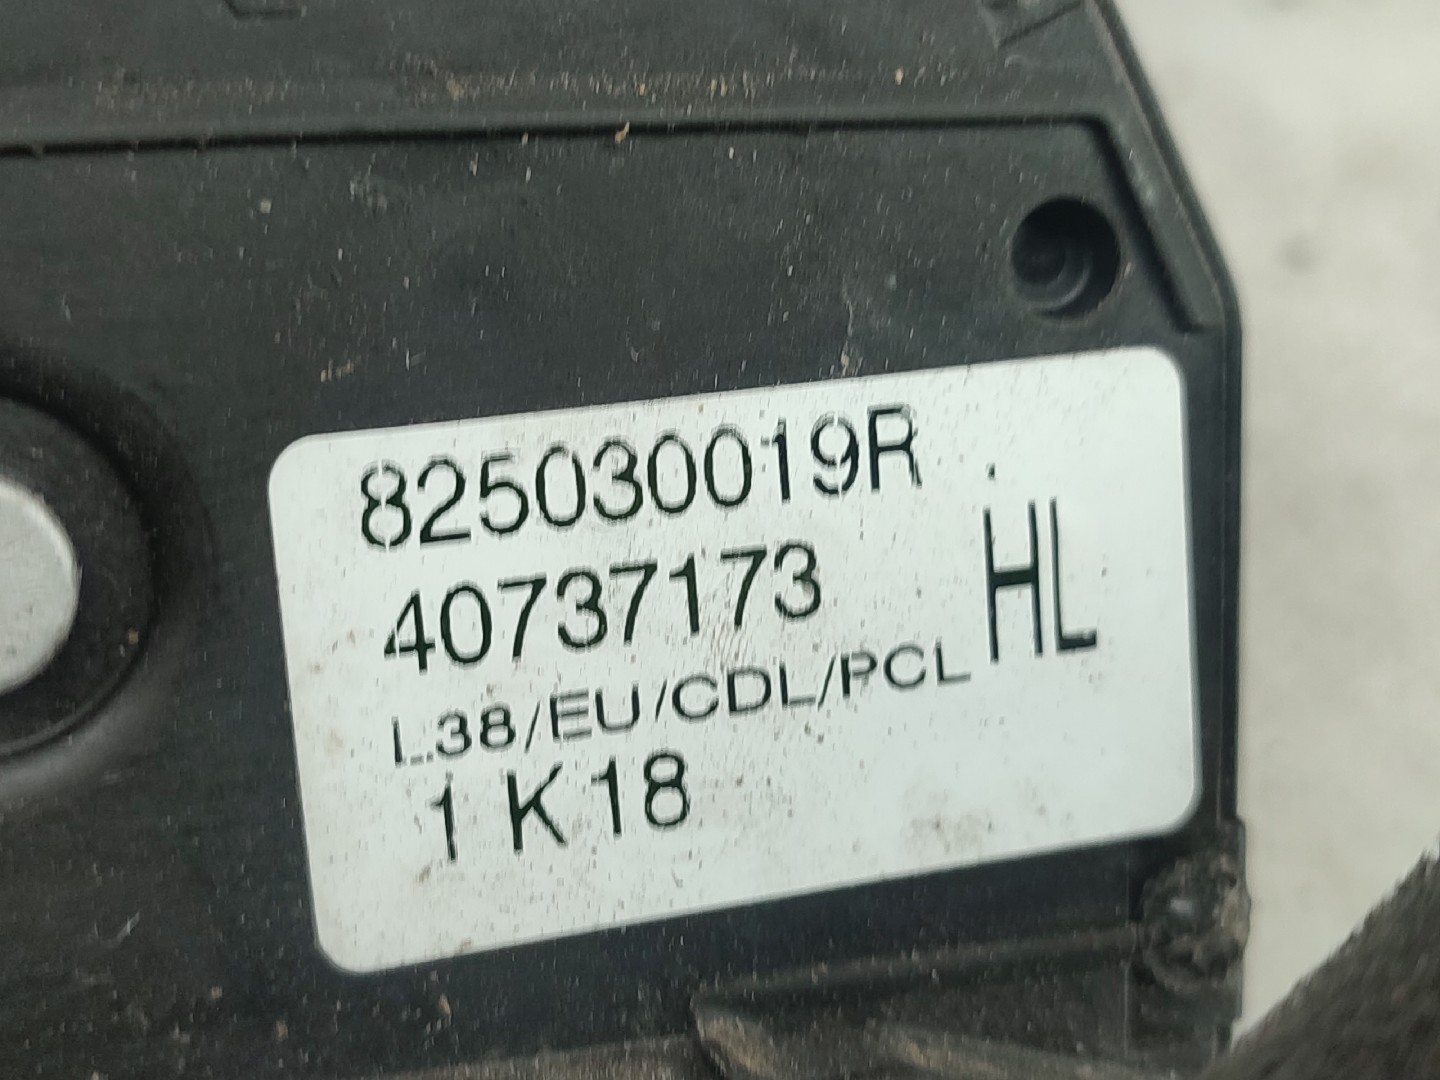 825030019R
40737173
HL
L38/EU/CDL/PCL
1 K18